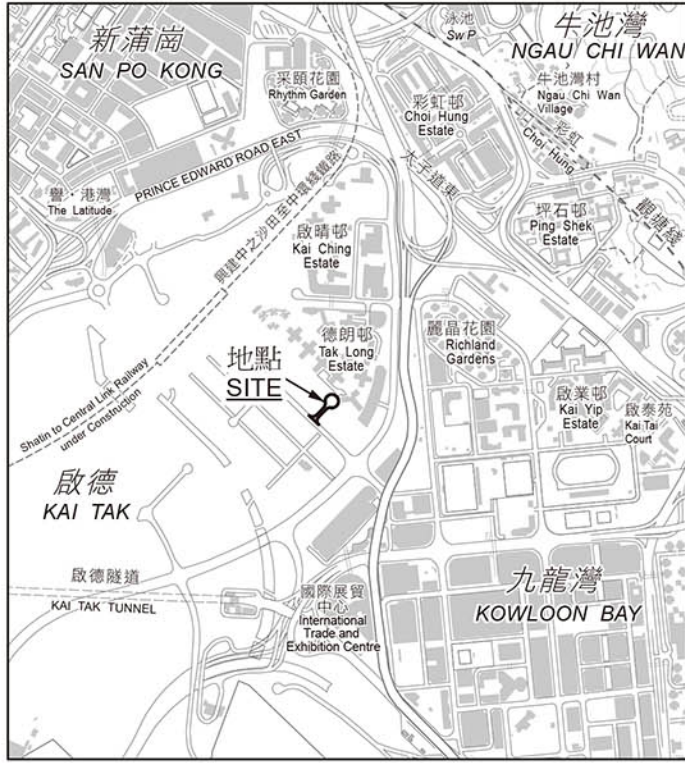 新蒲崗
SAN PO KONG
采頤花園
Rhythm Garden
泳池
Sw P
牛池灣
NGAU CHI WAN
牛池灣村
Ngau Chi Wan
Village
彩虹邨
Choi Hung
Estate
彩虹
Choi Hung
PRINCE EDWARD ROAD EAST
太子道東
譽・港灣
The Latitude
興建中之沙田至中環綫鐵路
啟晴邨
Kai Ching
Estate
坪石邨
Ping Shek
Estate
觀塘綫
德朗邨
Tak Long
Estate
麗晶花園
Richland
Gardens
地點
SITE
啟業邨
Kai Yip
Estate
啟泰苑
Kai Tai
Court
Shatin to Central Link Railway
under Construction
啟德
KAI TAK
啟德隧道
KAI TAK TUNNEL
國際展貿
中心
International
Trade and
Exhibition Centre
九龍灣
KOWLOON BAY